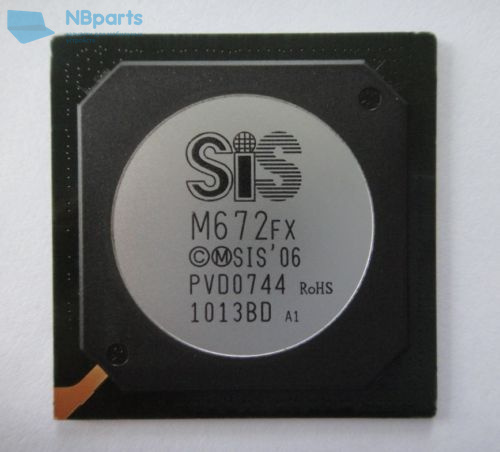 NBparts
SiS
M672FX
©ⓂSIS'06
PVD0744 RoHS
1013BD A1